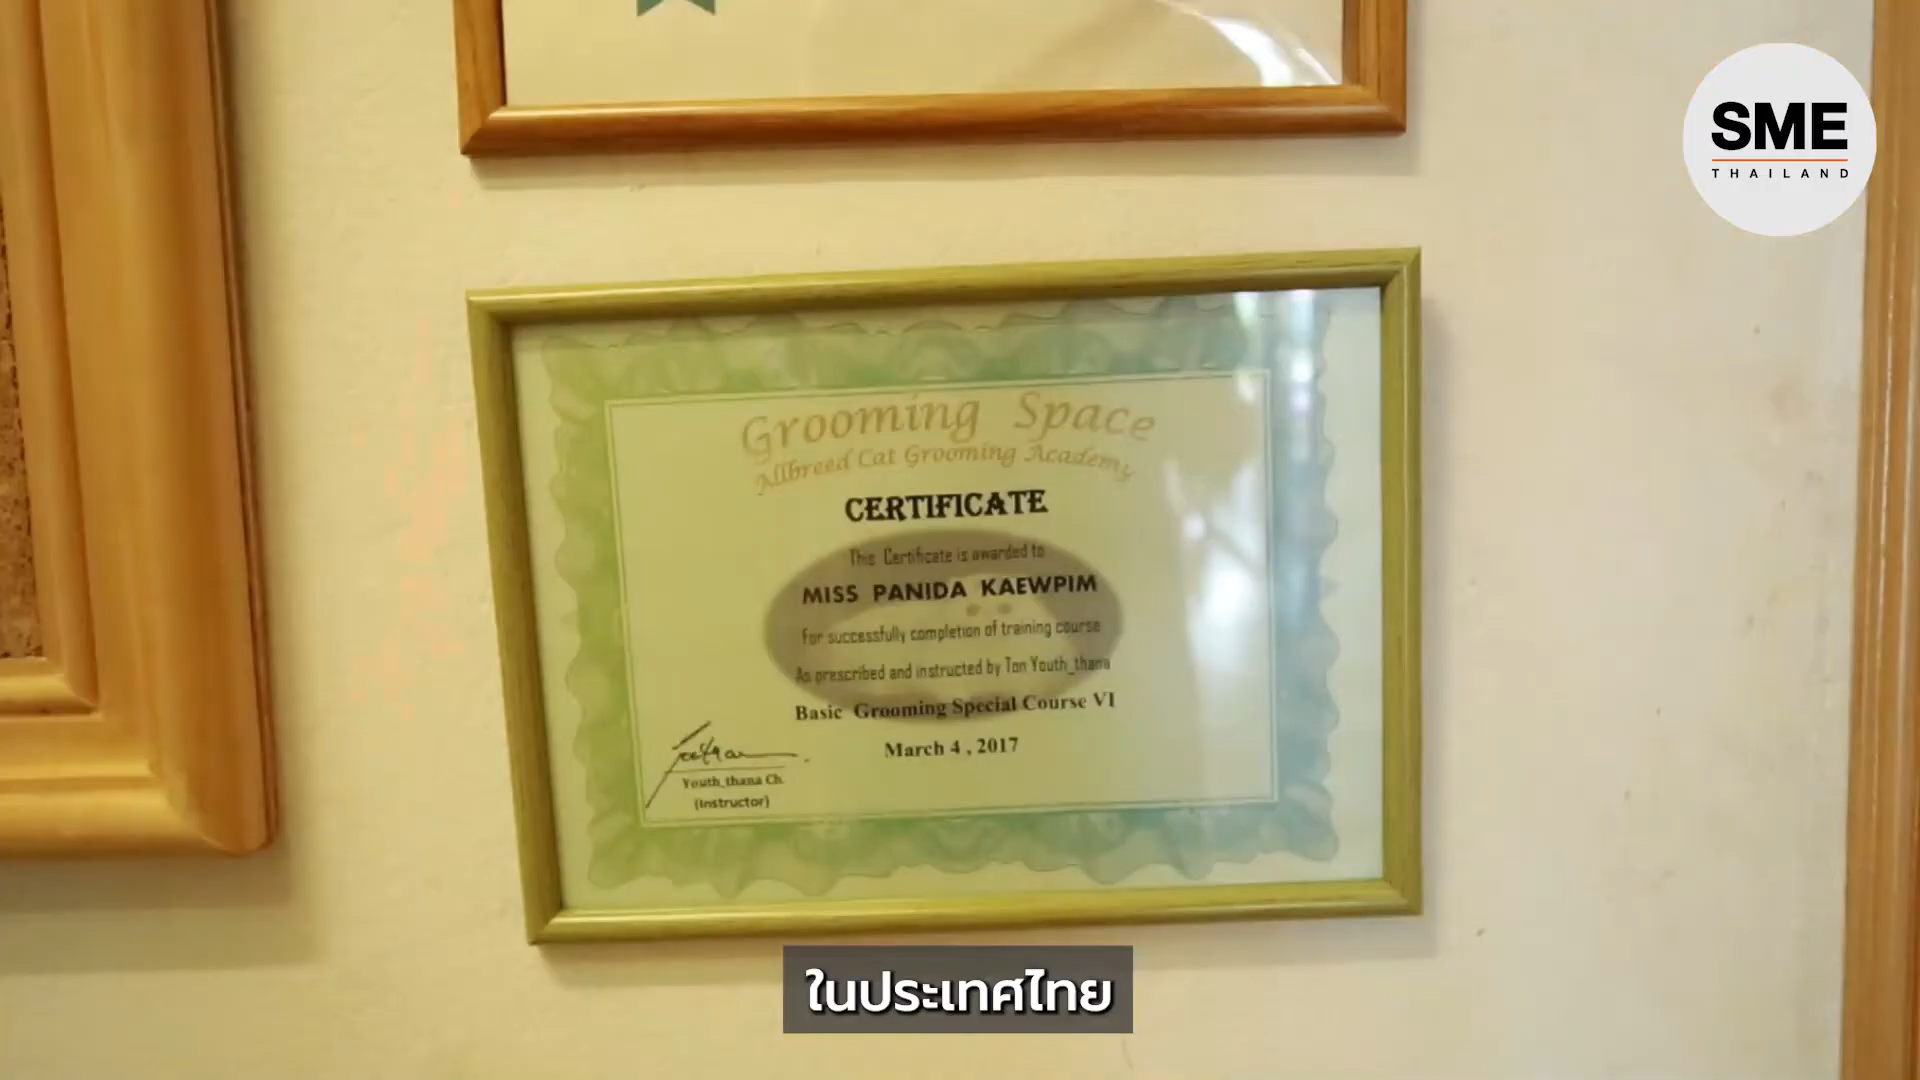 SME
THAILAND
Grooming Space
Allbreed Cat Grooming Academy
CERTIFICATE
This Certificate is awarded to
MISS PANIDA KAEWPIM
For successfully completion of training course
As prescribed and instructed by Ton Youth_thana
Basic Grooming Special Course VI
March 4 , 2017
Youth_thana Ch.
(Instructor)
ในประเทศไทย